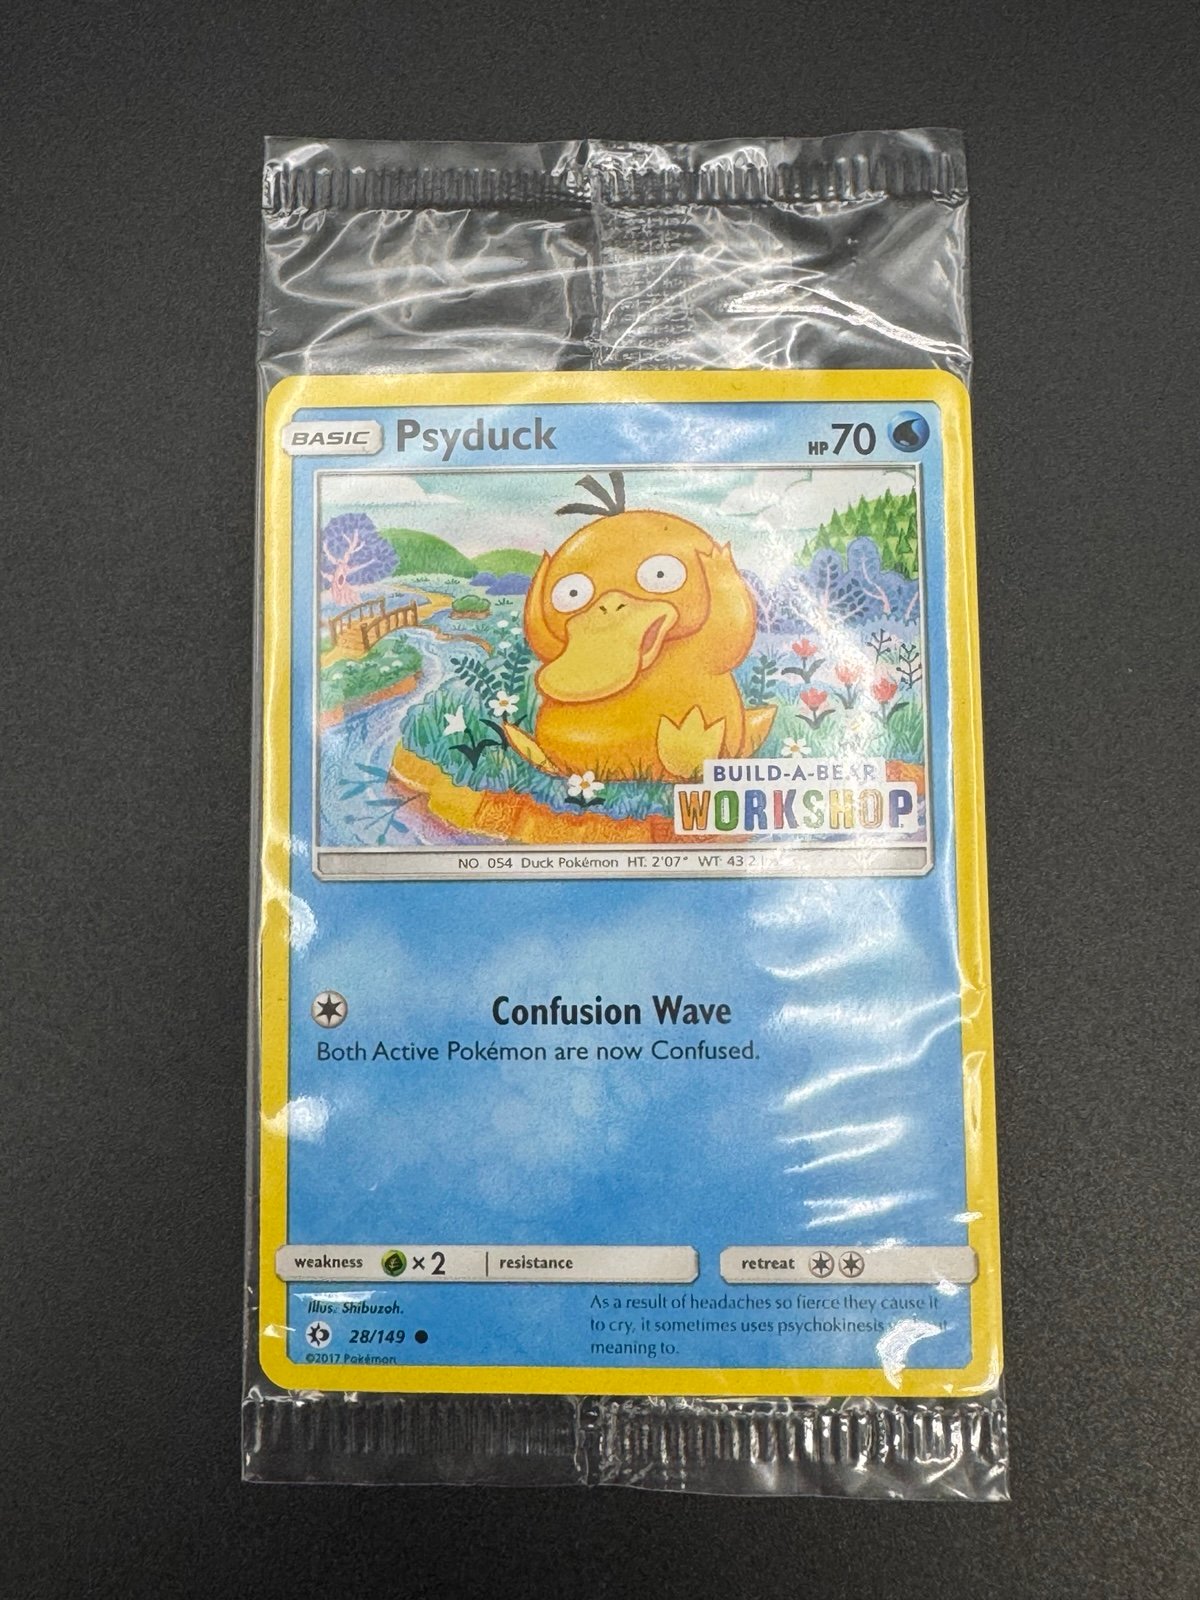 BASIC Psyduck HP 70
BUILD-A-BEAR
WORKSHOP
NO. 054 Duck Pokémon HT: 2'07" WT: 43.2
Confusion Wave
Both Active Pokémon are now Confused.
weakness ×2 resistance retreat
Illus. Shibuzoh.
28/149
©2017 Pokémon
As a result of headaches so fierce they cause it
to cry, it sometimes uses psychokinesis
meaning to.